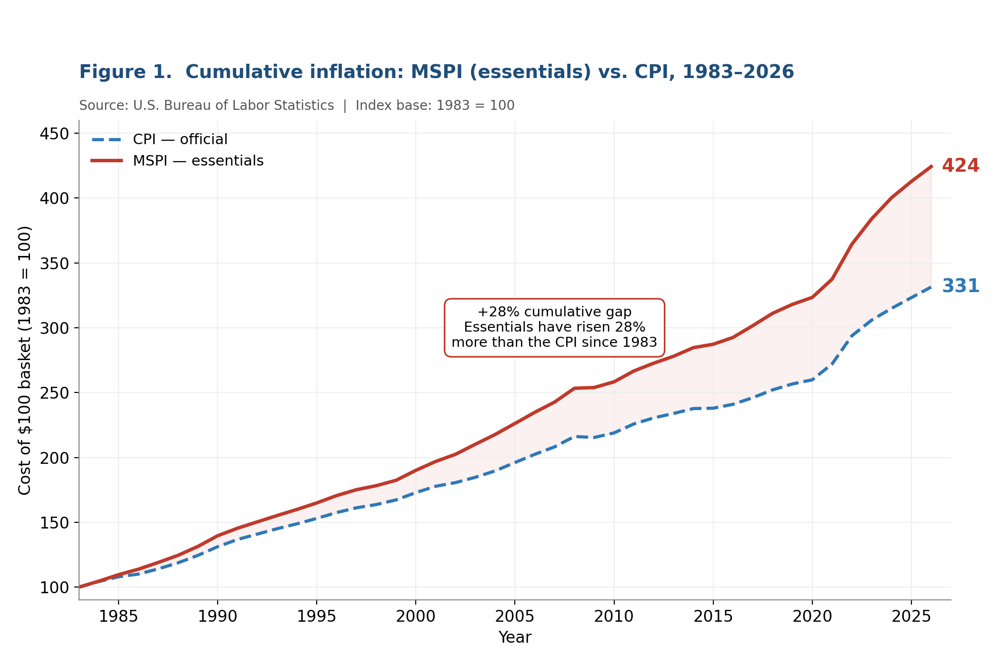 Figure 1.  Cumulative inflation: MSPI (essentials) vs. CPI, 1983–2026
Source: U.S. Bureau of Labor Statistics  |  Index base: 1983 = 100
CPI — official
MSPI — essentials
450
400
350
300
250
200
150
100
Cost of $100 basket (1983 = 100)
424
331
+28% cumulative gap
Essentials have risen 28%
more than the CPI since 1983
1985 1990 1995 2000 2005 2010 2015 2020 2025
Year